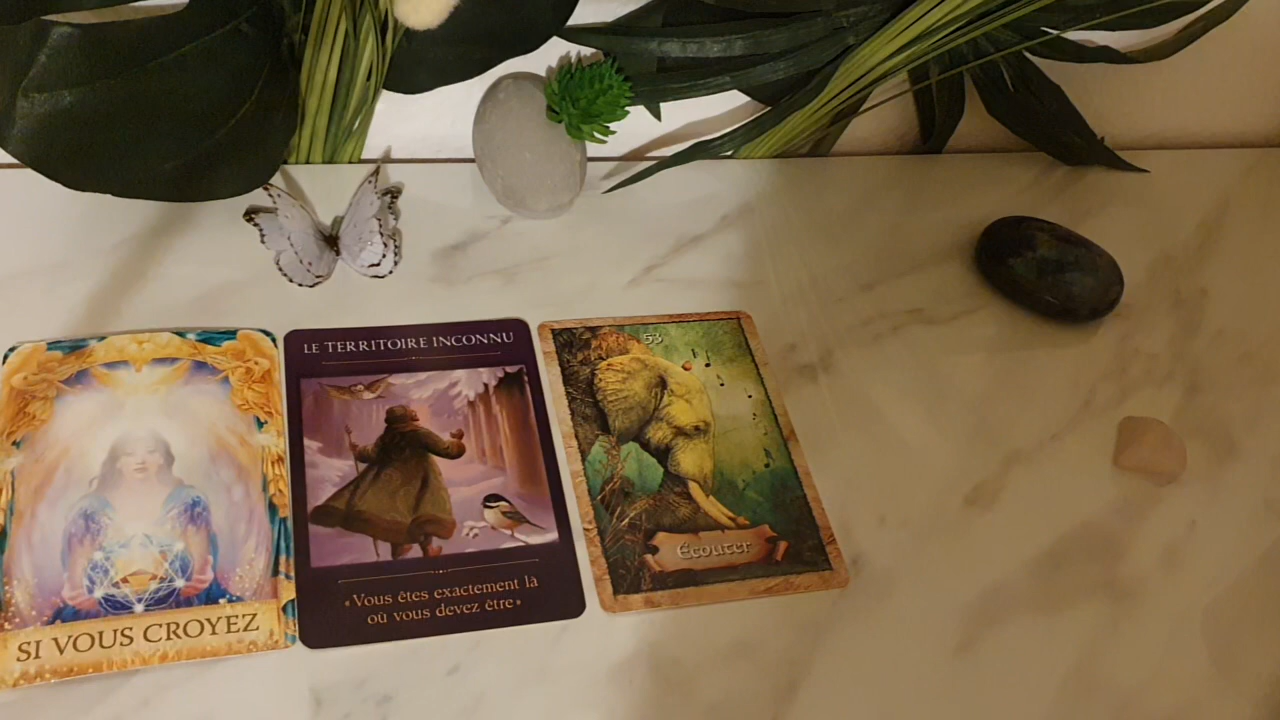 SI VOUS CROYEZ
LE TERRITOIRE INCONNU
«Vous êtes exactement là
où vous devez être»
53
Écouter